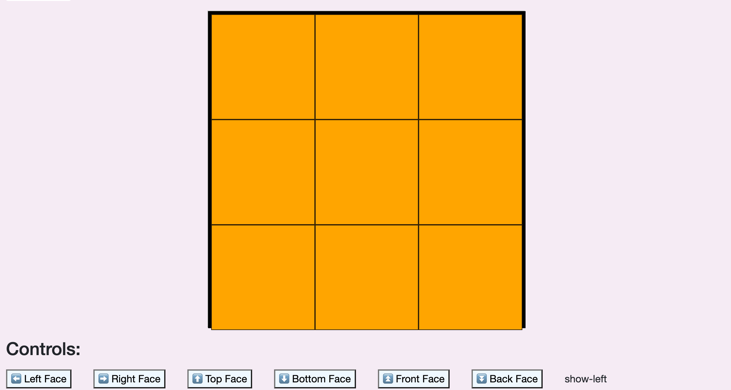 Controls:
⬅️ Left Face ➡️ Right Face ⬆️ Top Face ⬇️ Bottom Face ⏫ Front Face ⏬ Back Face show-left